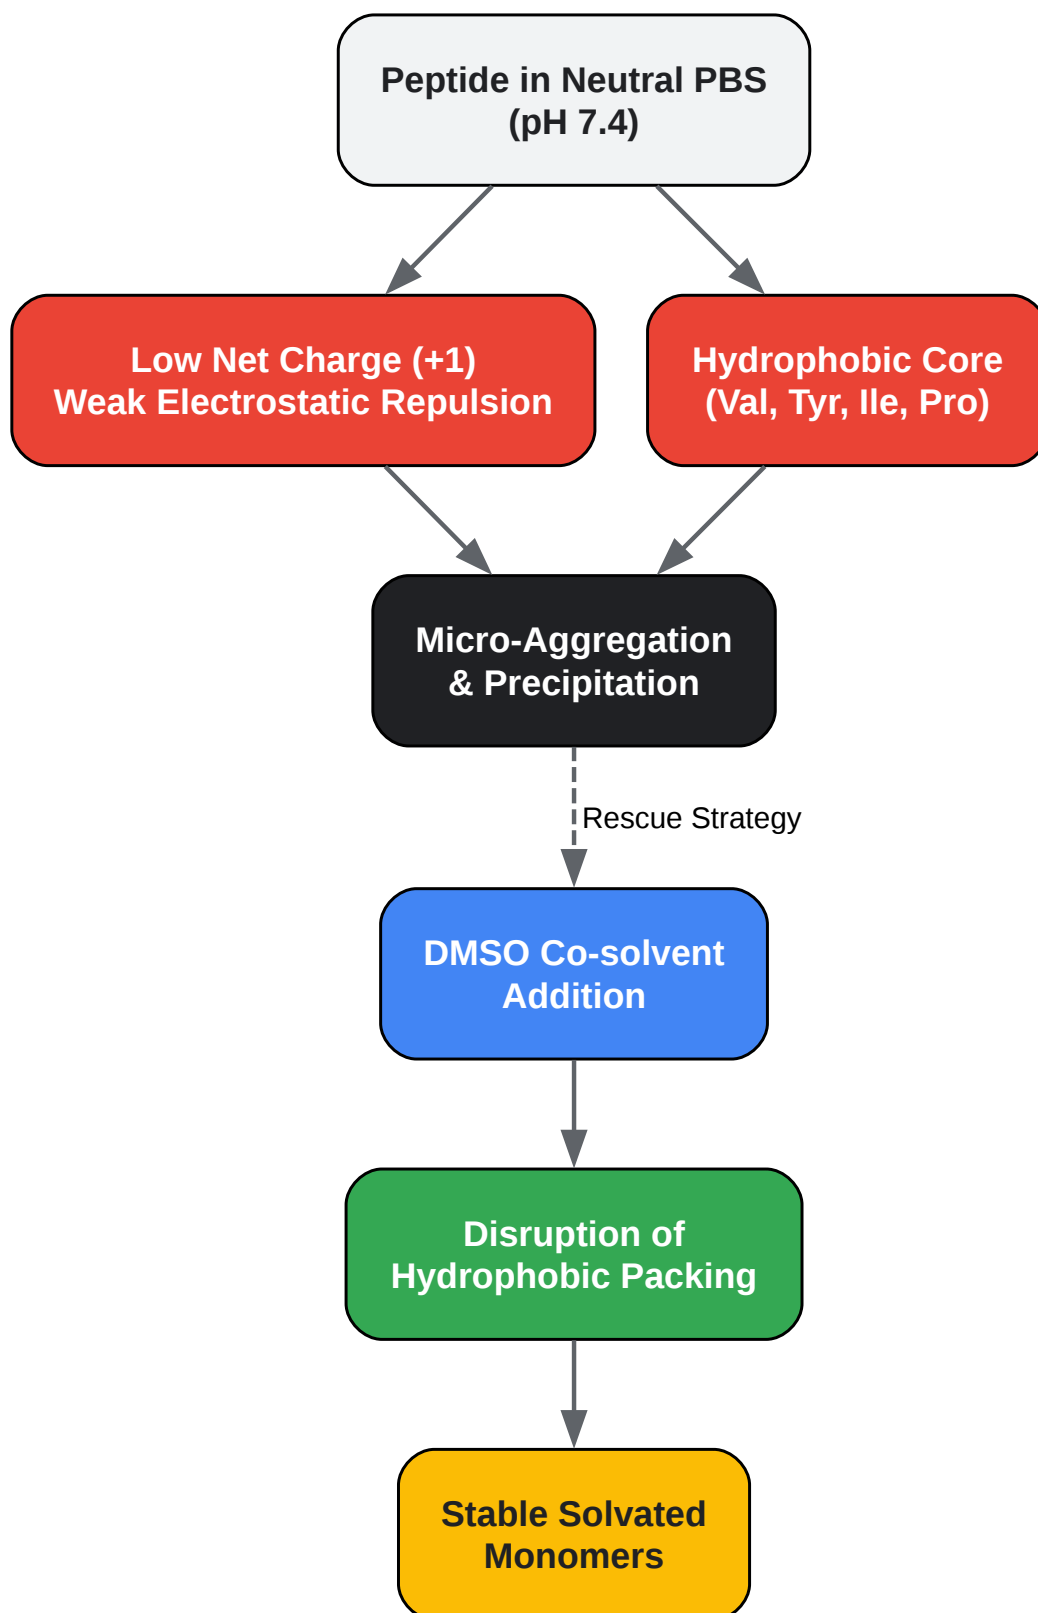 Peptide in Neutral PBS
(pH 7.4)
Low Net Charge (+1)
Weak Electrostatic Repulsion
Hydrophobic Core
(Val, Tyr, Ile, Pro)
Micro-Aggregation
& Precipitation
Rescue Strategy
DMSO Co-solvent
Addition
Disruption of
Hydrophobic Packing
Stable Solvated
Monomers